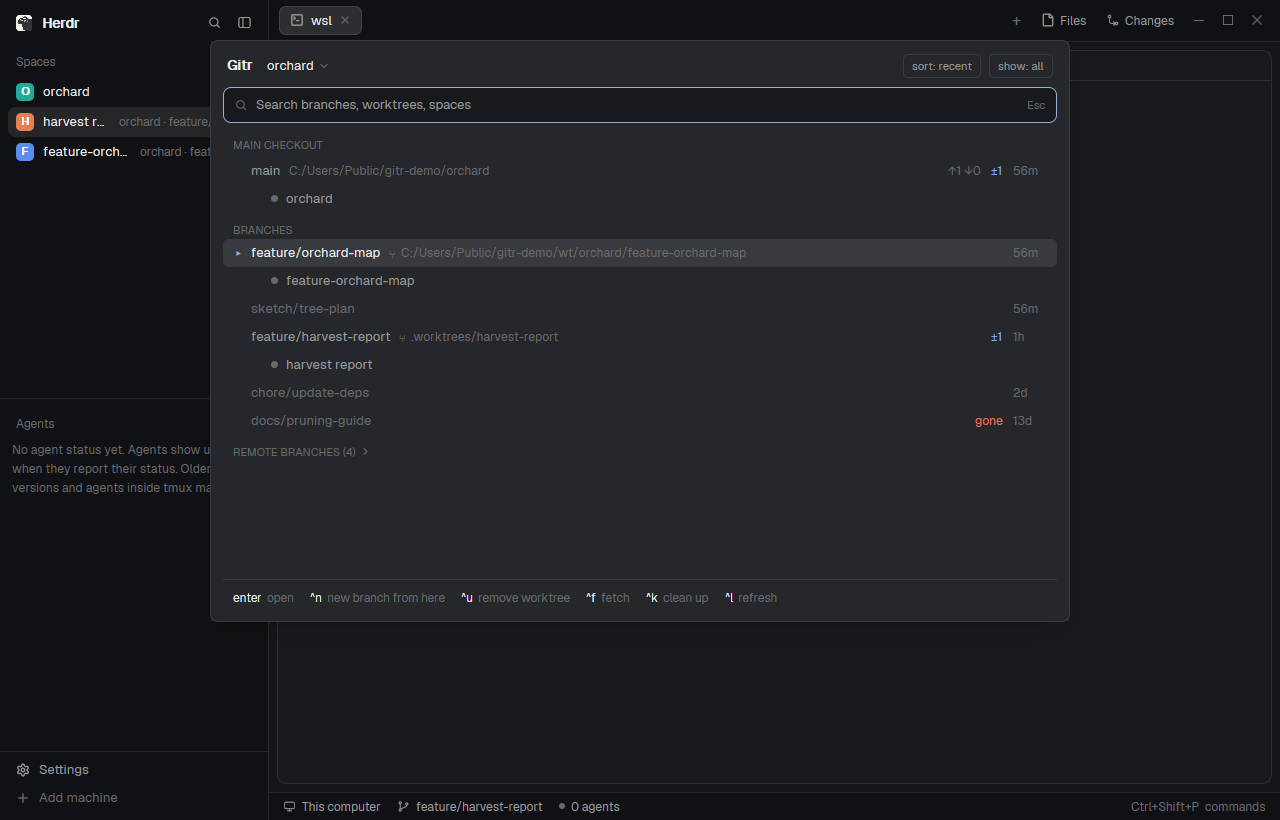 Herdr
wsl
Files
Changes
Spaces
O orchard
H harvest r… orchard · feature/
F feature-orch… orchard · feat
Agents
No agent status yet. Agents show u
when they report their status. Older
versions and agents inside tmux ma
Settings
Add machine
Gitr orchard
sort: recent
show: all
Search branches, worktrees, spaces Esc
MAIN CHECKOUT
main C:/Users/Public/gitr-demo/orchard ↑1 ↓0 ±1 56m
orchard
BRANCHES
feature/orchard-map C:/Users/Public/gitr-demo/wt/orchard/feature-orchard-map 56m
feature-orchard-map
sketch/tree-plan 56m
feature/harvest-report .worktrees/harvest-report ±1 1h
harvest report
chore/update-deps 2d
docs/pruning-guide gone 13d
REMOTE BRANCHES (4)
enter open ^n new branch from here ^u remove worktree ^f fetch ^k clean up ^l refresh
This computer feature/harvest-report 0 agents Ctrl+Shift+P commands